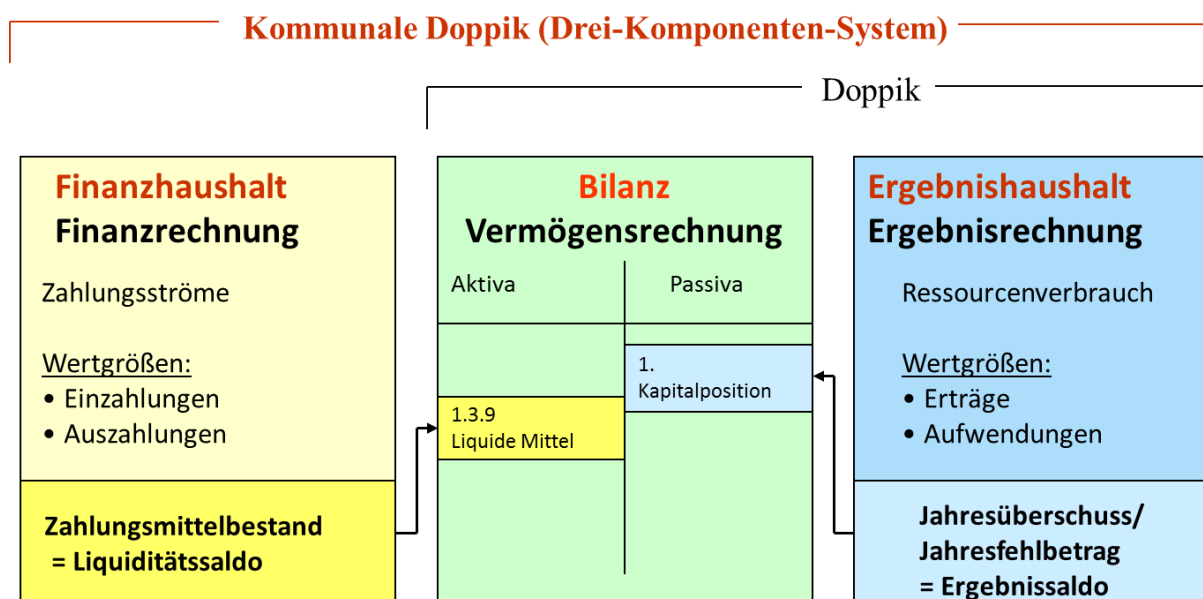 Kommunale Doppik (Drei-Komponenten-System)
Doppik
Finanzhaushalt
Finanzrechnung
Zahlungsströme
Wertgrößen:
• Einzahlungen
• Auszahlungen
Zahlungsmittelbestand
= Liquiditätssaldo
Bilanz
Vermögensrechnung
Aktiva
Passiva
1.
Kapitalposition
1.3.9
Liquide Mittel
Ergebnishaushalt
Ergebnisrechnung
Ressourcenverbrauch
Wertgrößen:
• Erträge
• Aufwendungen
Jahresüberschuss/
Jahresfehlbetrag
= Ergebnissaldo